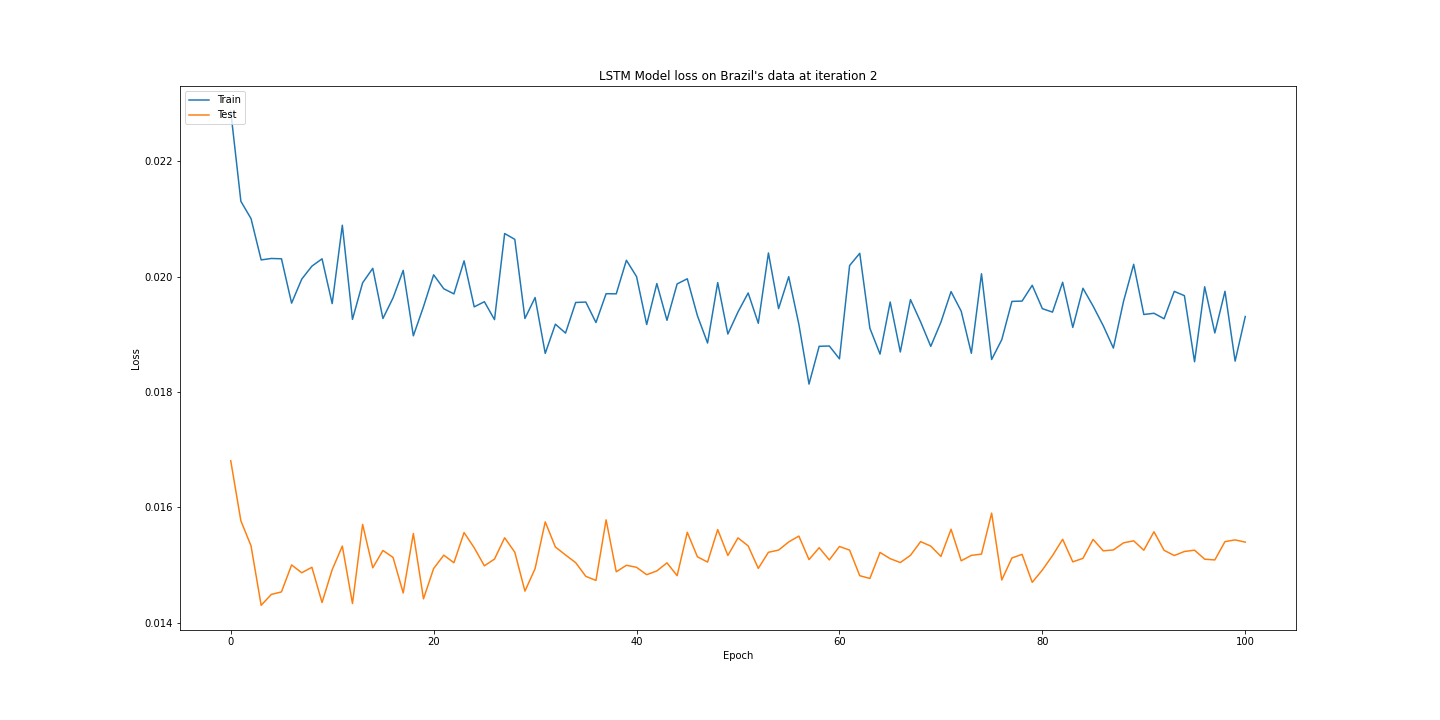 LSTM Model loss on Brazil's data at iteration 2
Train
Test
0.022
0.020
0.018
0.016
0.014
Loss
0 20 40 60 80 100
Epoch